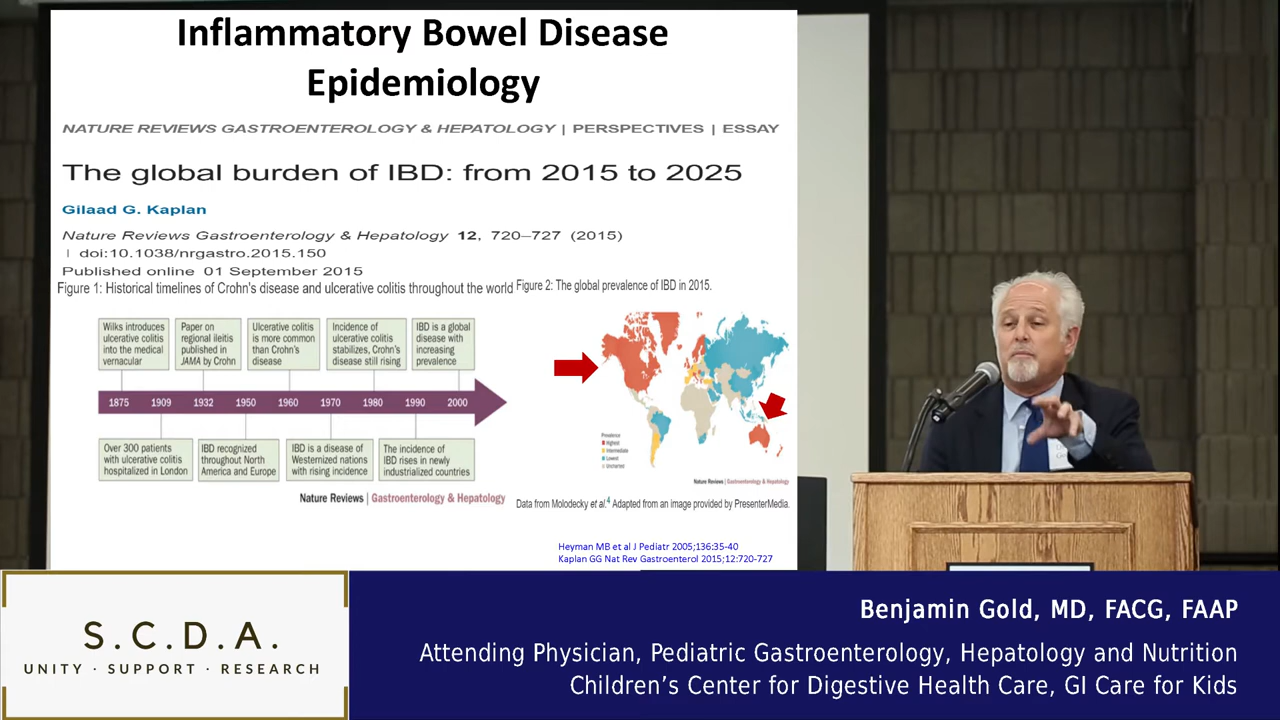 Inflammatory Bowel Disease
Epidemiology
NATURE REVIEWS GASTROENTEROLOGY & HEPATOLOGY | PERSPECTIVES | ESSAY
The global burden of IBD: from 2015 to 2025
Gilaad G. Kaplan
Nature Reviews Gastroenterology & Hepatology 12, 720–727 (2015)
| doi:10.1038/nrgastro.2015.150
Published online 01 September 2015
Figure 1: Historical timelines of Crohn's disease and ulcerative colitis throughout the world
Wilks introduces
ulcerative colitis
into the medical
vernacular
Paper on
regional ileitis
published in
JAMA by Crohn
Ulcerative colitis
is more common
than Crohn's
disease
Incidence of
ulcerative colitis
stabilizes, Crohn's
disease still rising
IBD is a global
disease with
increasing
prevalence
1875 1909 1932 1950 1960 1970 1980 1990 2000
Over 300 patients
with ulcerative colitis
hospitalized in London
IBD recognized
throughout North
America and Europe
IBD is a disease of
Westernized nations
with rising incidence
The incidence of
IBD rises in newly
industrialized countries
Nature Reviews | Gastroenterology & Hepatology
Figure 2: The global prevalence of IBD in 2015.
Prevalence
Highest
Intermediate
Lowest
Uncharted
Nature Reviews | Gastroenterology & Hepatology
Data from Molodecky et al.4 Adapted from an image provided by PresenterMedia.
Heyman MB et al J Pediatr 2005;136:35-40
Kaplan GG Nat Rev Gastroenterol 2015;12:720-727
S.C.D.A.
UNITY · SUPPORT · RESEARCH
Benjamin Gold, MD, FACG, FAAP
Attending Physician, Pediatric Gastroenterology, Hepatology and Nutrition
Children's Center for Digestive Health Care, GI Care for Kids